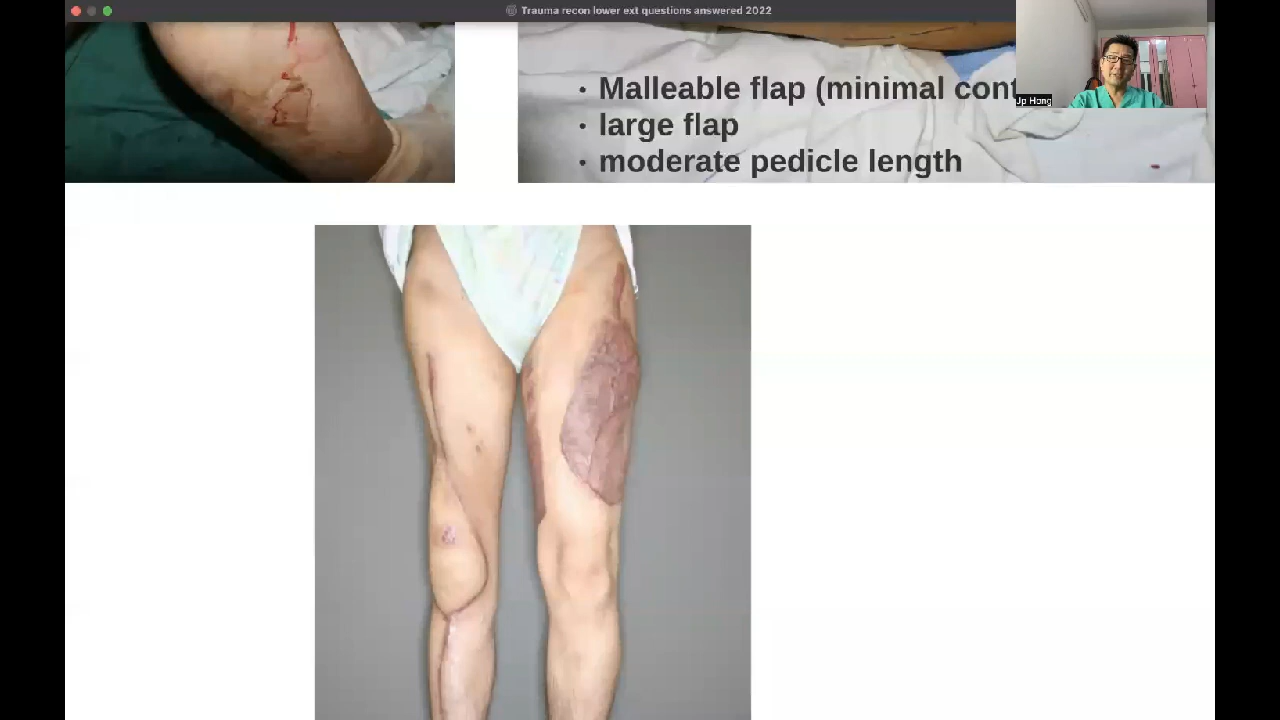 Trauma recon lower ext questions answered 2022
• Malleable flap (minimal cont
• large flap
• moderate pedicle length
Jp Hong